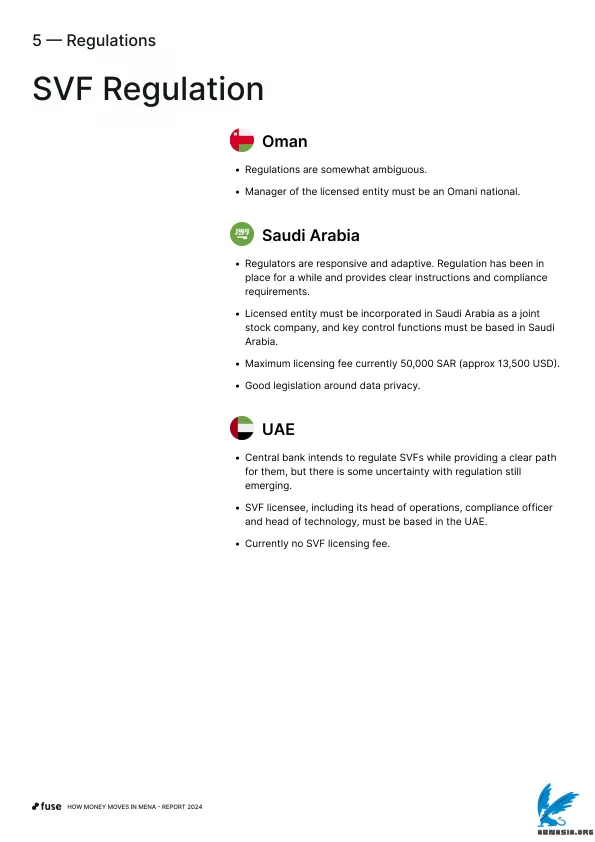 5 — Regulations
SVF Regulation
Oman
• Regulations are somewhat ambiguous.
• Manager of the licensed entity must be an Omani national.
Saudi Arabia
• Regulators are responsive and adaptive. Regulation has been in
place for a while and provides clear instructions and compliance
requirements.
• Licensed entity must be incorporated in Saudi Arabia as a joint
stock company, and key control functions must be based in Saudi
Arabia.
• Maximum licensing fee currently 50,000 SAR (approx 13,500 USD).
• Good legislation around data privacy.
UAE
• Central bank intends to regulate SVFs while providing a clear path
for them, but there is some uncertainty with regulation still
emerging.
• SVF licensee, including its head of operations, compliance officer
and head of technology, must be based in the UAE.
• Currently no SVF licensing fee.
fuse HOW MONEY MOVES IN MENA - REPORT 2024
ABNASIA.ORG